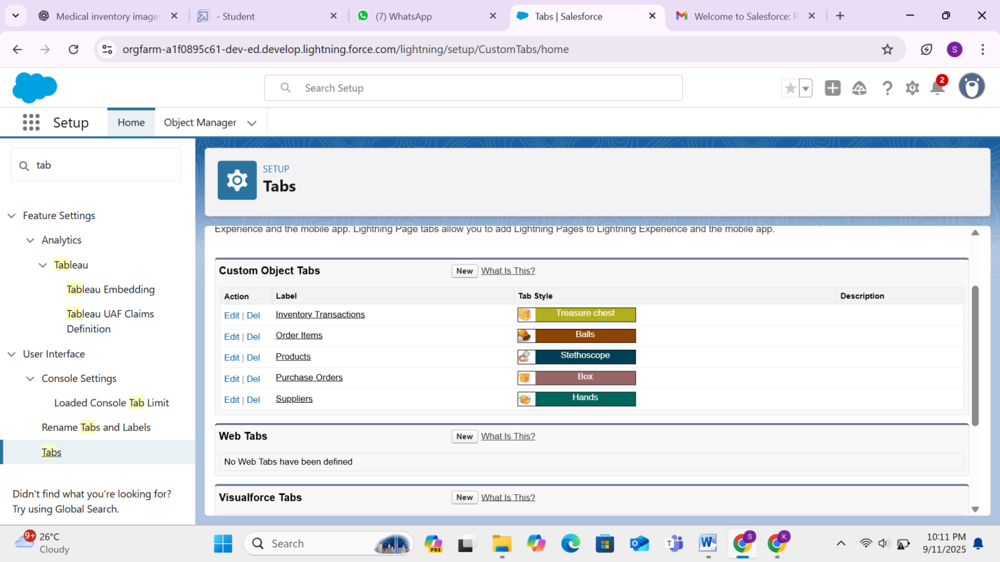 Medical inventory image
- Student
(7) WhatsApp
Tabs | Salesforce
Welcome to Salesforce:
orgfarm-a1f0895c61-dev-ed.develop.lightning.force.com/lightning/setup/CustomTabs/home
S
Search Setup
2
Setup
Home
Object Manager
tab
SETUP
Tabs
Feature Settings
Analytics
Tableau
Tableau Embedding
Tableau UAF Claims
Definition
User Interface
Console Settings
Loaded Console Tab Limit
Rename Tabs and Labels
Tabs
Didn't find what you're looking for?
Try using Global Search.
Experience and the mobile app. Lightning Page tabs allow you to add Lightning Pages to Lightning Experience and the mobile app.
Custom Object Tabs New What Is This?
Action Label Tab Style Description
Edit | Del Inventory Transactions Treasure chest
Edit | Del Order Items Balls
Edit | Del Products Stethoscope
Edit | Del Purchase Orders Box
Edit | Del Suppliers Hands
Web Tabs New What Is This?
No Web Tabs have been defined
Visualforce Tabs New What Is This?
9+
26°C
Cloudy
Search
PRE
S
K
10:11 PM
9/11/2025